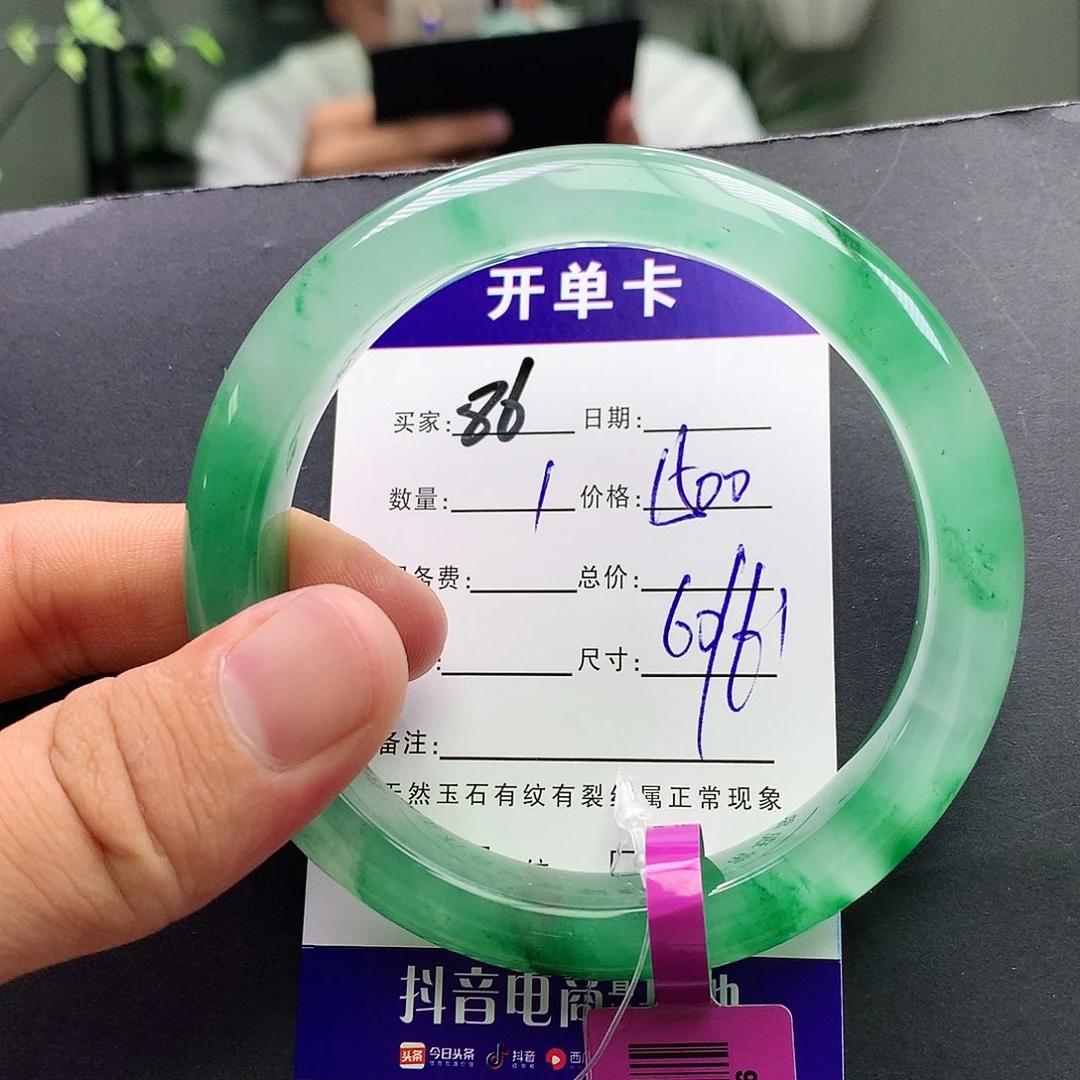 开单卡
买家: 86 日期:
数量: 1 价格: 1500
务费: 总价:
尺寸: 60/61
备注:
天然玉石有纹有裂 属正常现象
抖音电商
头条 今日头条 抖音 西